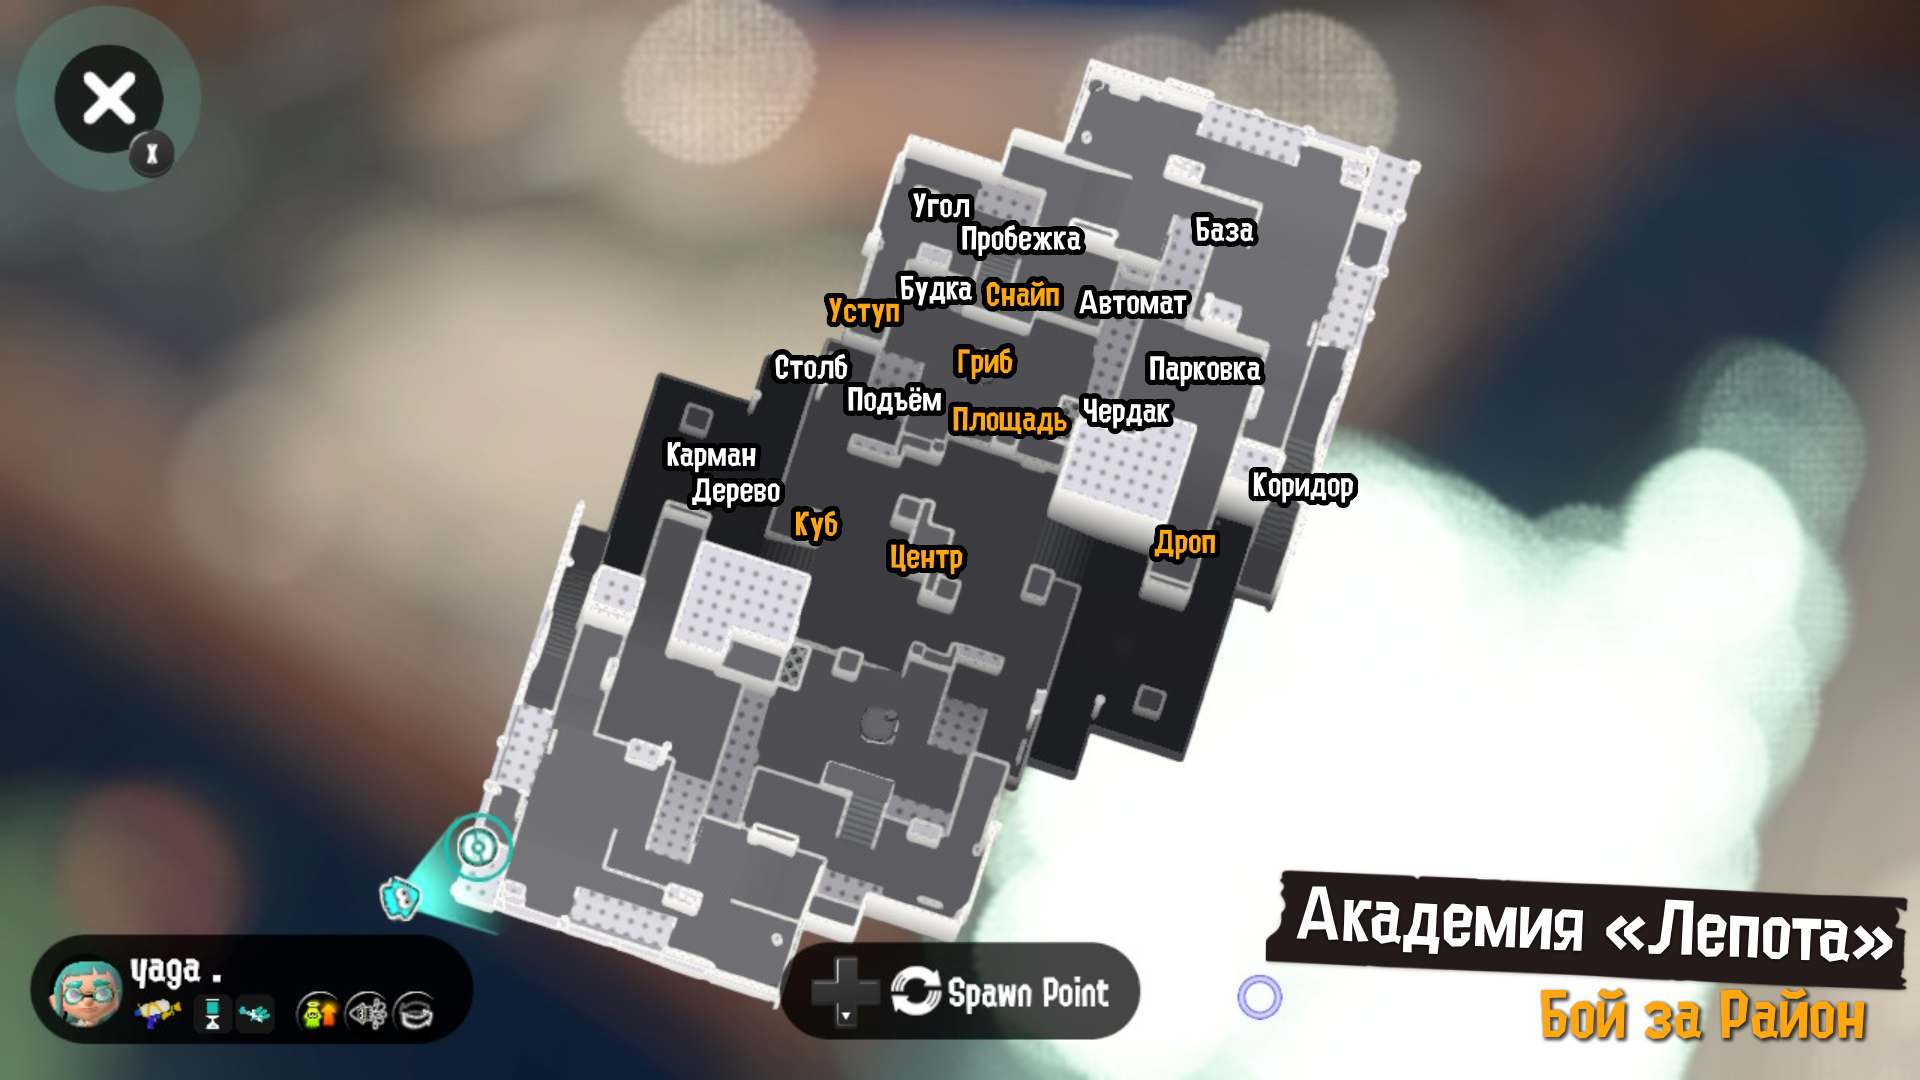 X
Угол
Пробежка
База
Будка
Снайп
Автомат
Уступ
Гриб
Столб
Парковка
Подъём
Площадь
Чердак
Карман
Дерево
Коридор
Куб
Дроп
Центр
Академия «Лепота»
Бой за Район
yaga .
Spawn Point